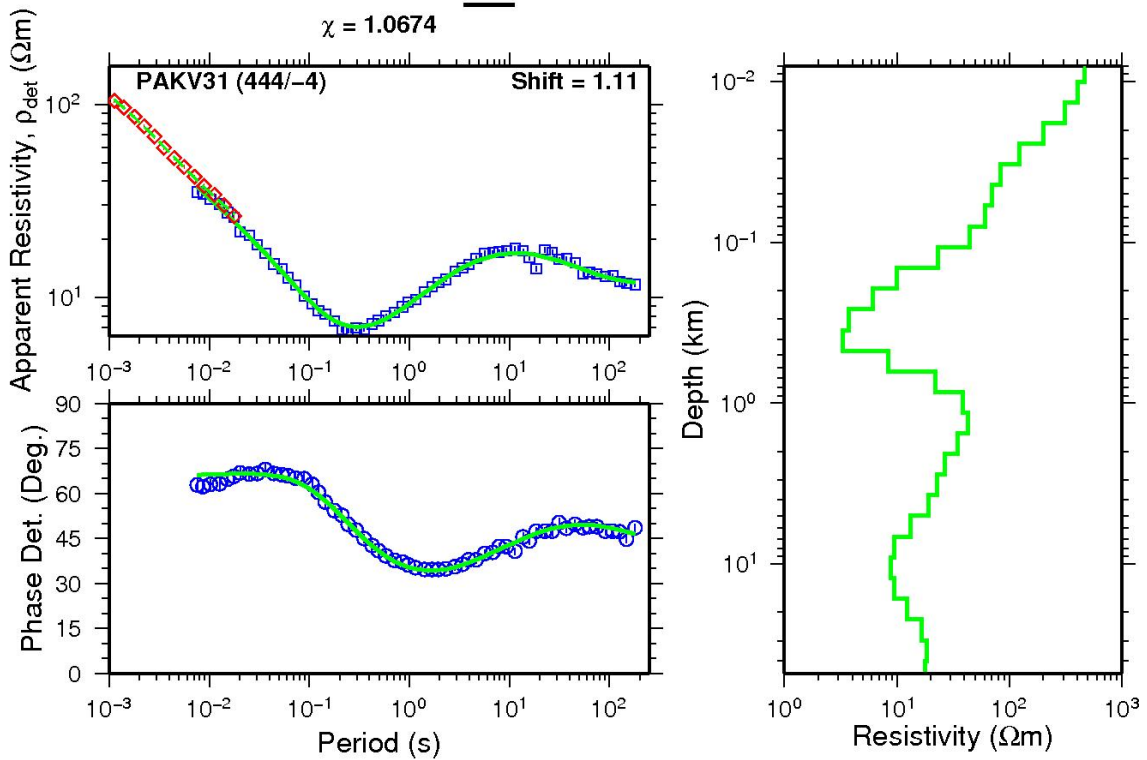 χ = 1.0674
PAKV31 (444/−4) Shift = 1.11
Apparent Resistivity, ρdet (Ωm)
10²
10¹
10⁻³ 10⁻² 10⁻¹ 10⁰ 10¹ 10²
Phase Det. (Deg.)
90
75
60
45
30
15
0
10⁻³ 10⁻² 10⁻¹ 10⁰ 10¹ 10²
Period (s)
Depth (km)
10⁻²
10⁻¹
10⁰
10¹
10⁰ 10¹ 10² 10³
Resistivity (Ωm)